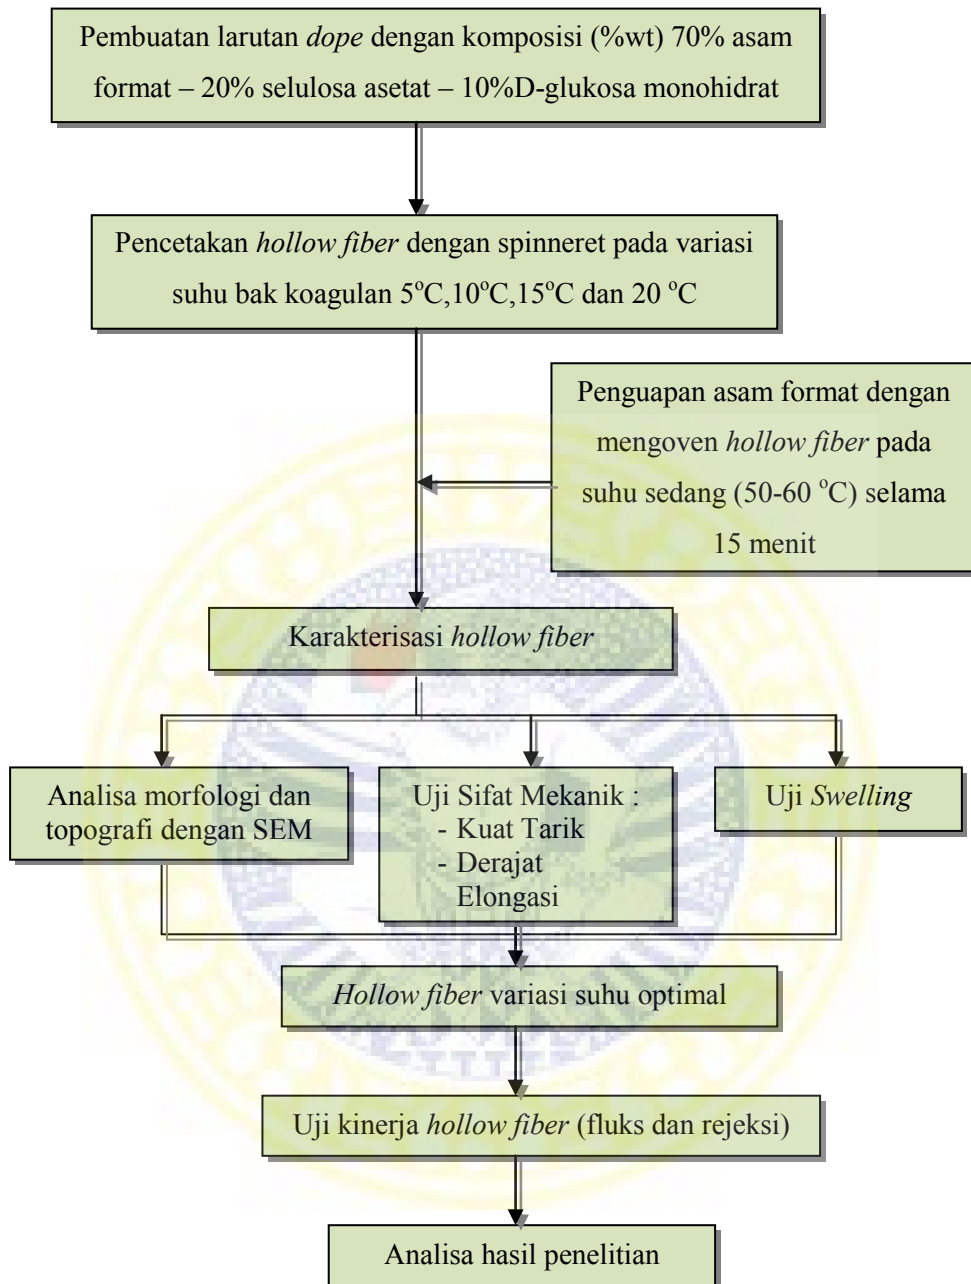 Pembuatan larutan dope dengan komposisi (%wt) 70% asam
format – 20% selulosa asetat – 10%D-glukosa monohidrat
Pencetakan hollow fiber dengan spinneret pada variasi
suhu bak koagulan 5°C,10°C,15°C dan 20 °C
Penguapan asam format dengan
mengoven hollow fiber pada
suhu sedang (50-60 °C) selama
15 menit
Karakterisasi hollow fiber
Analisa morfologi dan
topografi dengan SEM
Uji Sifat Mekanik :
- Kuat Tarik
- Derajat
Elongasi
Uji Swelling
Hollow fiber variasi suhu optimal
Uji kinerja hollow fiber (fluks dan rejeksi)
Analisa hasil penelitian